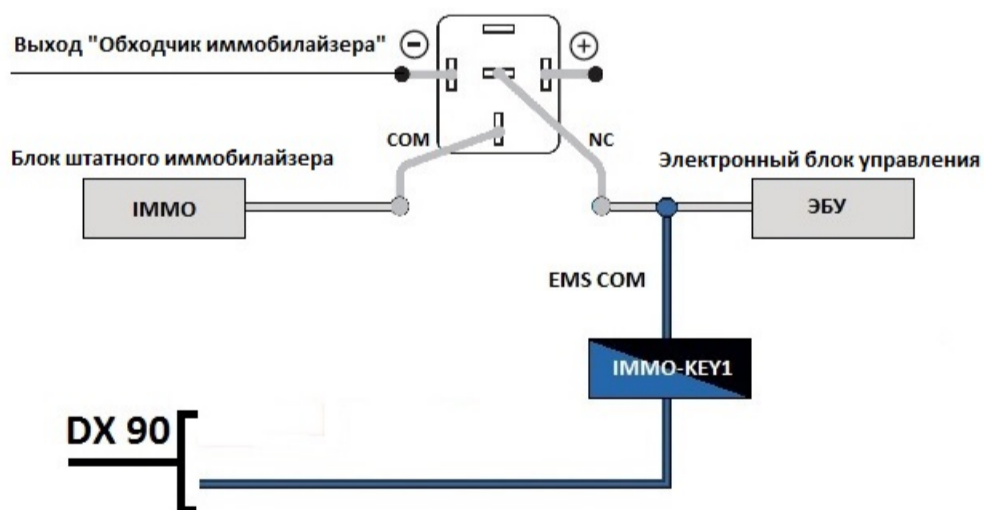 Выход "Обходчик иммобилайзера"
−
+
COM
NC
Блок штатного иммобилайзера
Электронный блок управления
IMMO
ЭБУ
EMS COM
IMMO-KEY1
DX 90